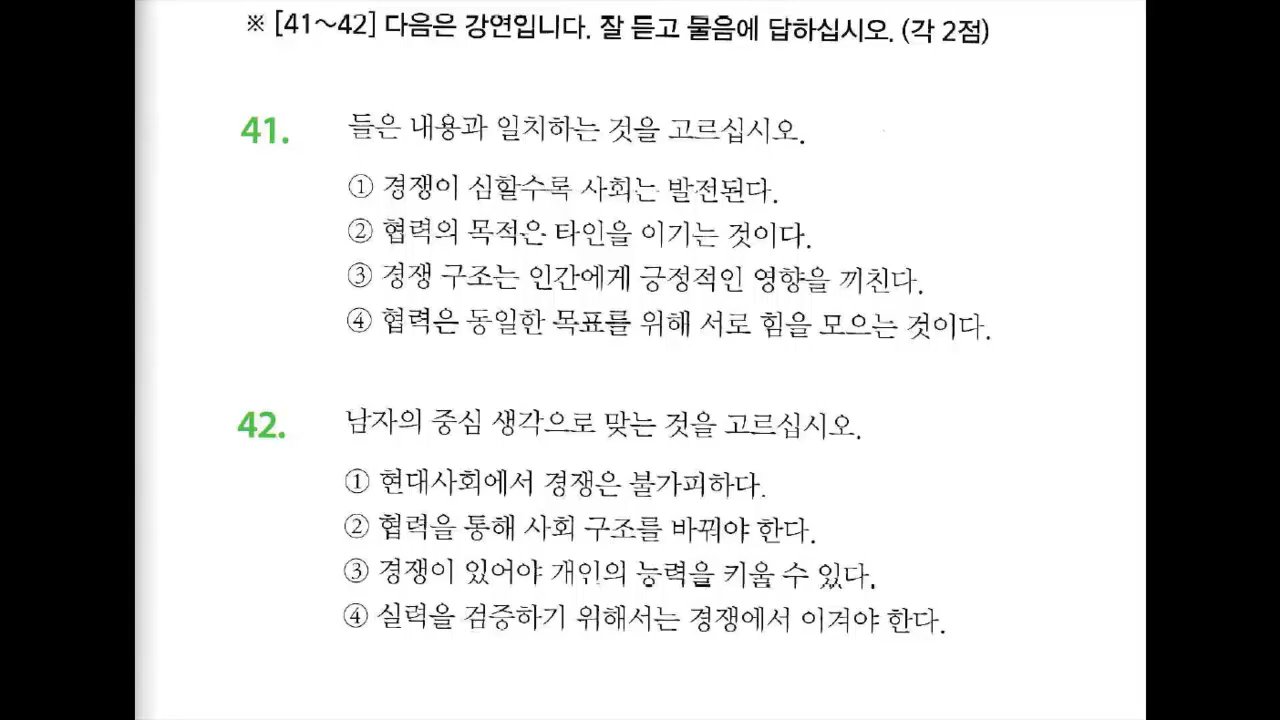 ※ [41～42] 다음은 강연입니다. 잘 듣고 물음에 답하십시오. (각 2점)
41. 들은 내용과 일치하는 것을 고르십시오.
① 경쟁이 심할수록 사회는 발전된다.
② 협력의 목적은 타인을 이기는 것이다.
③ 경쟁 구조는 인간에게 긍정적인 영향을 끼친다.
④ 협력은 동일한 목표를 위해 서로 힘을 모으는 것이다.
42. 남자의 중심 생각으로 맞는 것을 고르십시오.
① 현대사회에서 경쟁은 불가피하다.
② 협력을 통해 사회 구조를 바꿔야 한다.
③ 경쟁이 있어야 개인의 능력을 키울 수 있다.
④ 실력을 검증하기 위해서는 경쟁에서 이겨야 한다.